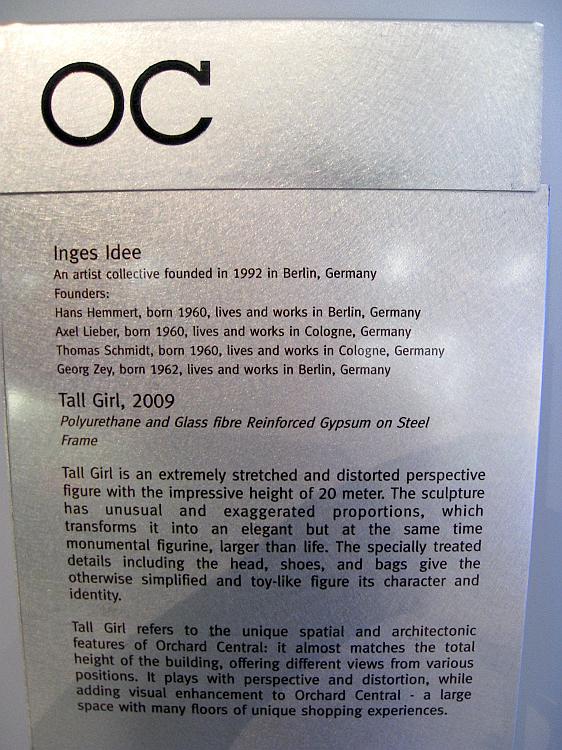 OC
Inges Idee
An artist collective founded in 1992 in Berlin, Germany
Founders:
Hans Hemmert, born 1960, lives and works in Berlin, Germany
Axel Lieber, born 1960, lives and works in Cologne, Germany
Thomas Schmidt, born 1960, lives and works in Cologne, Germany
Georg Zey, born 1962, lives and works in Berlin, Germany
Tall Girl, 2009
Polyurethane and Glass fibre Reinforced Gypsum on Steel
Frame
Tall Girl is an extremely stretched and distorted perspective
figure with the impressive height of 20 meter. The sculpture
has unusual and exaggerated proportions, which
transforms it into an elegant but at the same time
monumental figurine, larger than life. The specially treated
details including the head, shoes, and bags give the
otherwise simplified and toy-like figure its character and
identity.
Tall Girl refers to the unique spatial and architectonic
features of Orchard Central: it almost matches the total
height of the building, offering different views from various
positions. It plays with perspective and distortion, while
adding visual enhancement to Orchard Central - a large
space with many floors of unique shopping experiences.